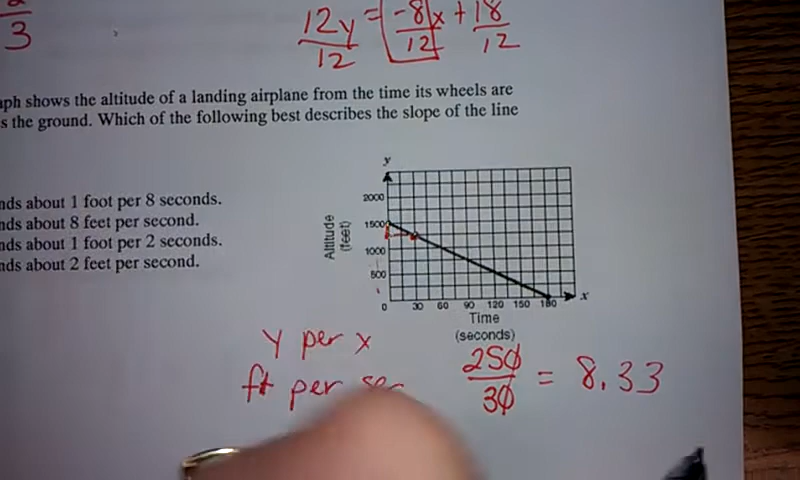 3
12y = -8x + 18
12 12 12
aph shows the altitude of a landing airplane from the time its wheels are
s the ground. Which of the following best describes the slope of the line
nds about 1 foot per 8 seconds.
nds about 8 feet per second.
nds about 1 foot per 2 seconds.
nds about 2 feet per second.
y
2000
1500
1000
500
Altitude
(feet)
0 30 60 90 120 150 180 x
Time
(seconds)
y per x
ft per sec
250
30
= 8.33